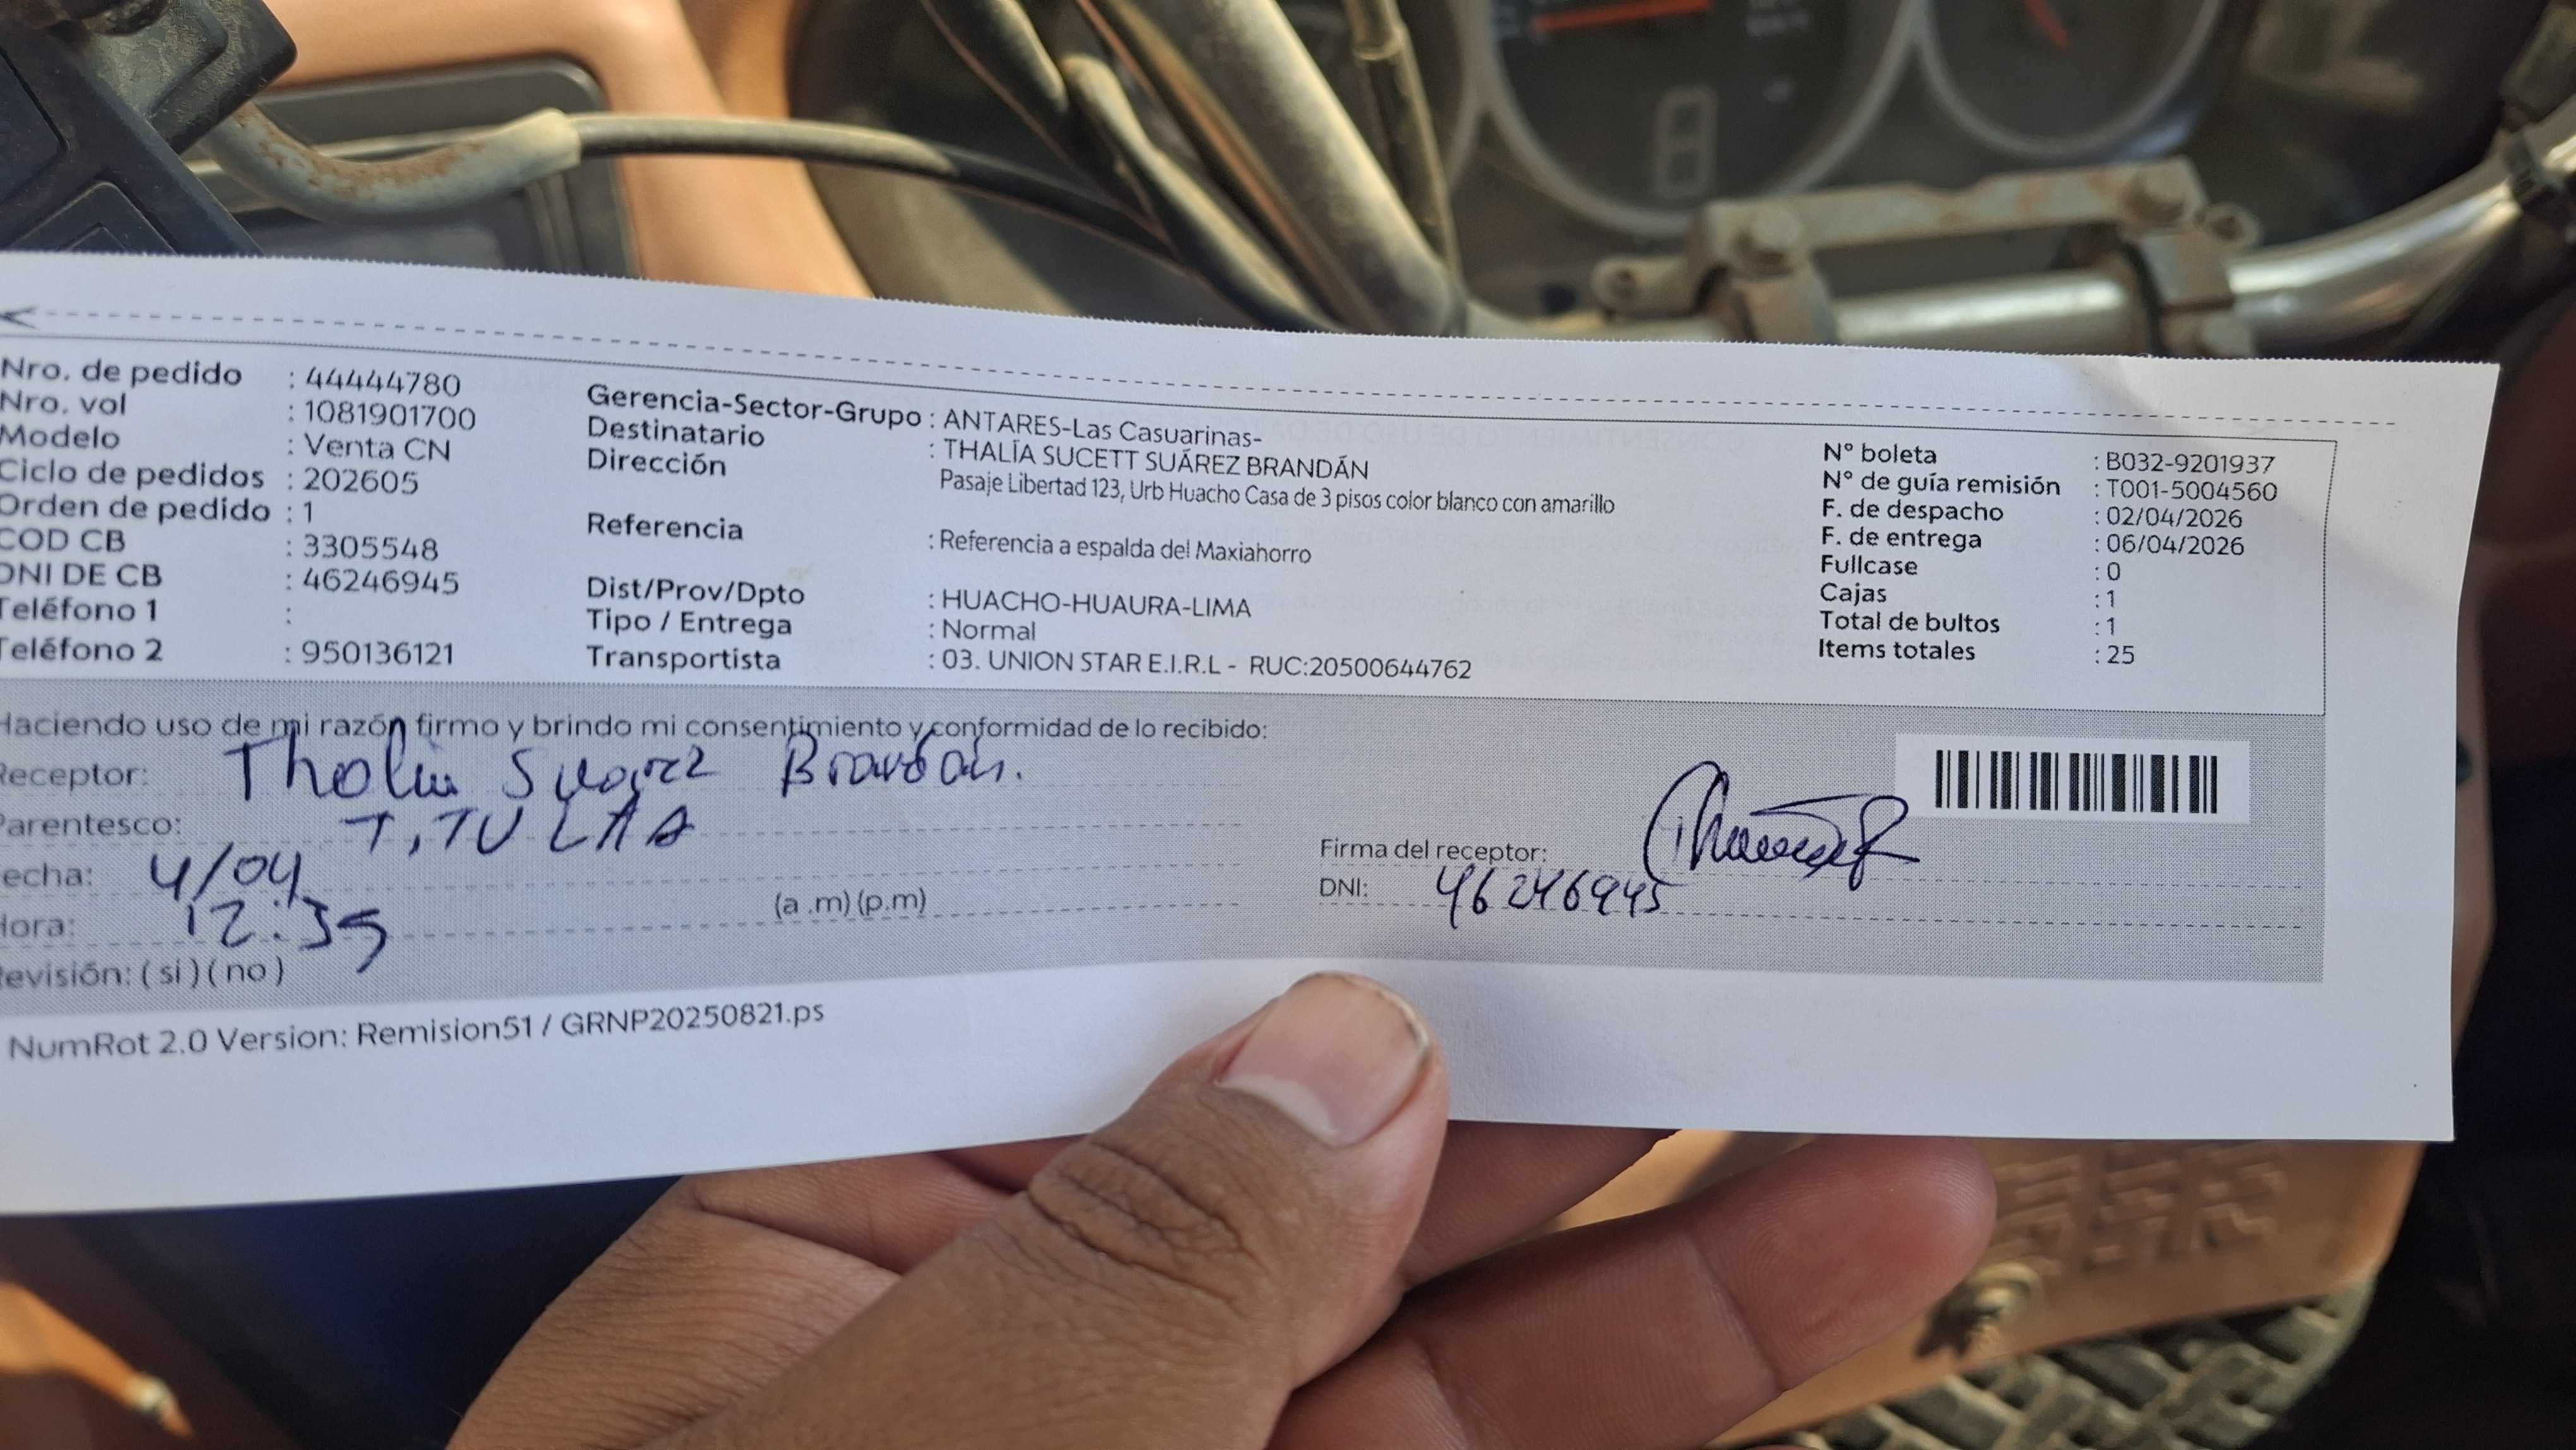 Nro. de pedido : 44444780
Nro. vol : 1081901700
Modelo : Venta CN
Ciclo de pedidos : 202605
Orden de pedido : 1
COD CB : 3305548
DNI DE CB : 46246945
Teléfono 1 :
Teléfono 2 : 950136121
Gerencia-Sector-Grupo : ANTARES-Las Casuarinas-
Destinatario : THALÍA SUCETT SUÁREZ BRANDÁN
Dirección Pasaje Libertad 123, Urb Huacho Casa de 3 pisos color blanco con amarillo
Referencia : Referencia a espalda del Maxiahorro
Dist/Prov/Dpto : HUACHO-HUAURA-LIMA
Tipo / Entrega : Normal
Transportista : 03. UNION STAR E.I.R.L - RUC:20500644762
N° boleta : B032-9201937
N° de guía remisión : T001-5004560
F. de despacho : 02/04/2026
F. de entrega : 06/04/2026
Fullcase : 0
Cajas : 1
Total de bultos : 1
Items totales : 25
Haciendo uso de mi razón firmo y brindo mi consentimiento y conformidad de lo recibido:
Receptor: Thalia Suarez Brandán.
Parentesco: TITULAR
Fecha: 4/04
Hora: 12:35 (a .m) (p.m)
Revisión: ( si ) ( no )
Firma del receptor:
DNI: 46246945
NumRot 2.0 Version: Remision51 / GRNP20250821.ps